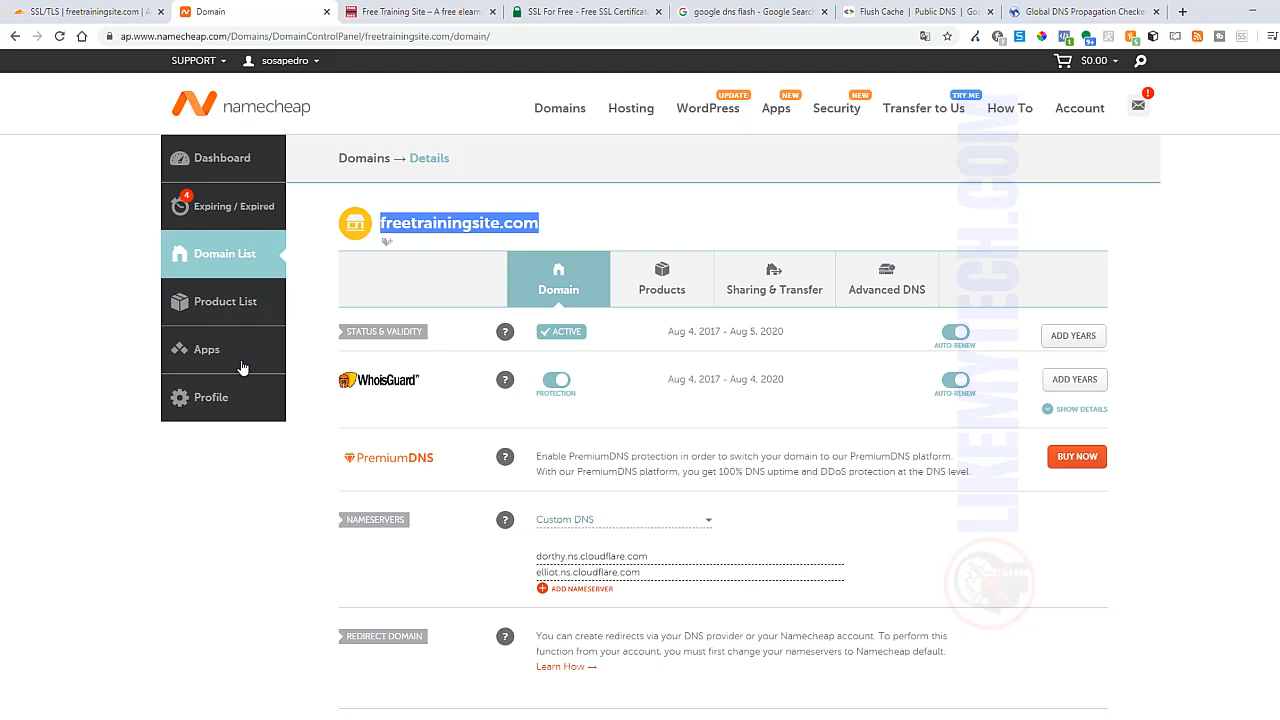 SSL/TLS | freetrainingsite.com | A
Domain
Free Training Site – A free elearn
SSL For Free - Free SSL Certificat
google dns flash - Google Search
Flush Cache | Public DNS | Go
Global DNS Propagation Checker
ap.www.namecheap.com/Domains/DomainControlPanel/freetrainingsite.com/domain/
SUPPORT
sosapedro
$0.00
namecheap
Domains
Hosting
UPDATE
WordPress
NEW
Apps
NEW
Security
TRY ME
Transfer to Us
How To
Account
!
Dashboard
4
Expiring / Expired
Domain List
Product List
Apps
Profile
Domains → Details
freetrainingsite.com
Domain
Products
Sharing & Transfer
Advanced DNS
STATUS & VALIDITY
?
ACTIVE
Aug 4, 2017 - Aug 5, 2020
AUTO-RENEW
ADD YEARS
WhoisGuard™
?
PROTECTION
Aug 4, 2017 - Aug 4, 2020
AUTO-RENEW
ADD YEARS
SHOW DETAILS
PremiumDNS
?
Enable PremiumDNS protection in order to switch your domain to our PremiumDNS platform.
With our PremiumDNS platform, you get 100% DNS uptime and DDoS protection at the DNS level.
BUY NOW
NAMESERVERS
?
Custom DNS
dorthy.ns.cloudflare.com
elliot.ns.cloudflare.com
ADD NAMESERVER
REDIRECT DOMAIN
?
You can create redirects via your DNS provider or your Namecheap account. To perform this
function from your account, you must first change your nameservers to Namecheap default.
Learn How →
LIKEMYTECH.COM